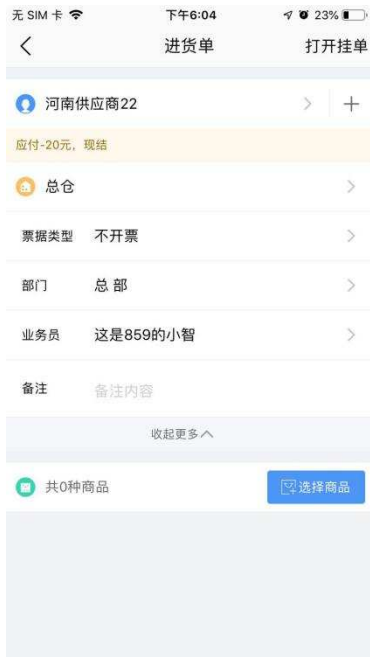 无 SIM 卡 下午6:04 23%
进货单 打开挂单
河南供应商22
应付-20元，现结
总仓
票据类型 不开票
部门 总 部
业务员 这是859的小智
备注 备注内容
收起更多
共0种商品 选择商品